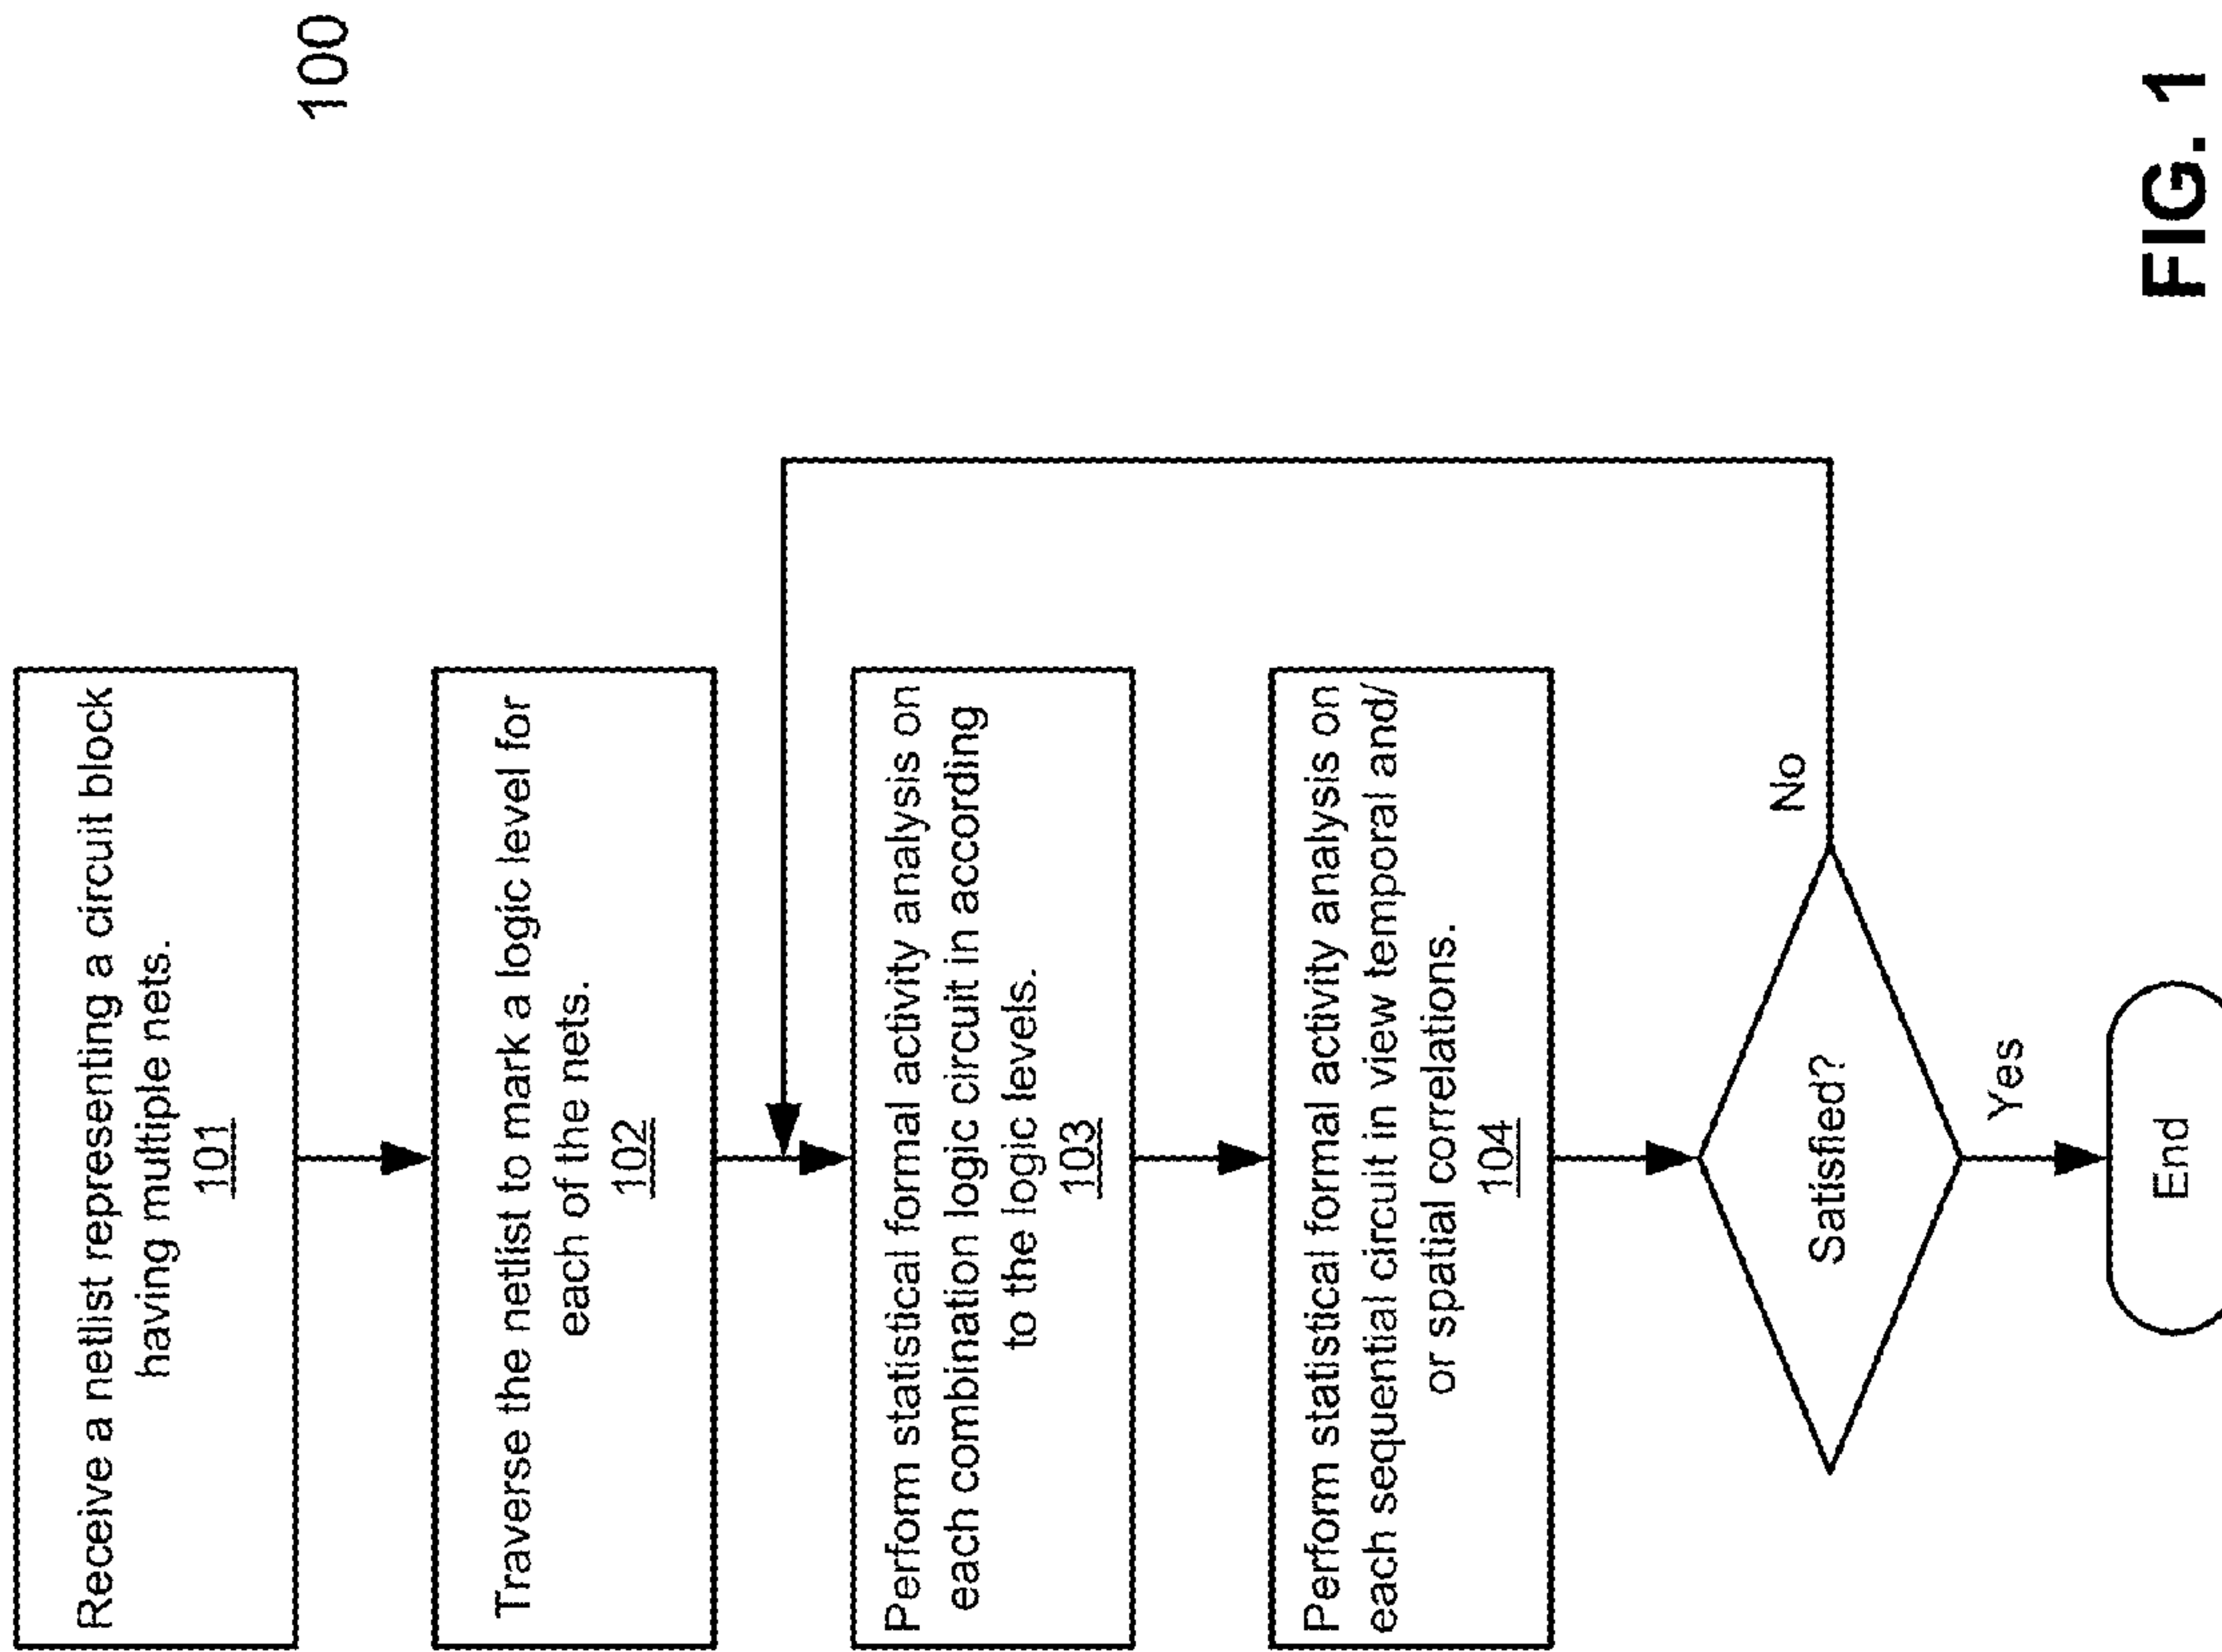 100
Receive a netlist representing a circuit block
having multiple nets.
101
Traverse the netlist to mark a logic level for
each of the nets.
102
Perform statistical formal activity analysis on
each combination logic circuit in according
to the logic levels.
103
Perform statistical formal activity analysis on
each sequential circuit in view temporal and/
or spatial correlations.
104
Satisfied?
No
Yes
End
FIG. 1